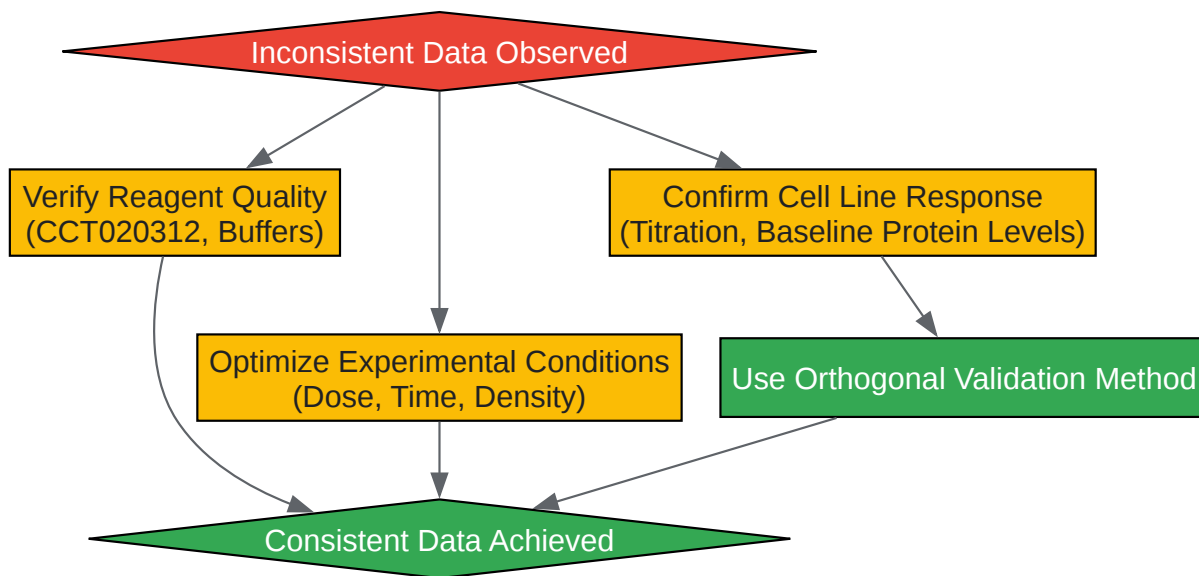 Inconsistent Data Observed
Verify Reagent Quality
(CCT020312, Buffers)
Confirm Cell Line Response
(Titration, Baseline Protein Levels)
Optimize Experimental Conditions
(Dose, Time, Density)
Use Orthogonal Validation Method
Consistent Data Achieved